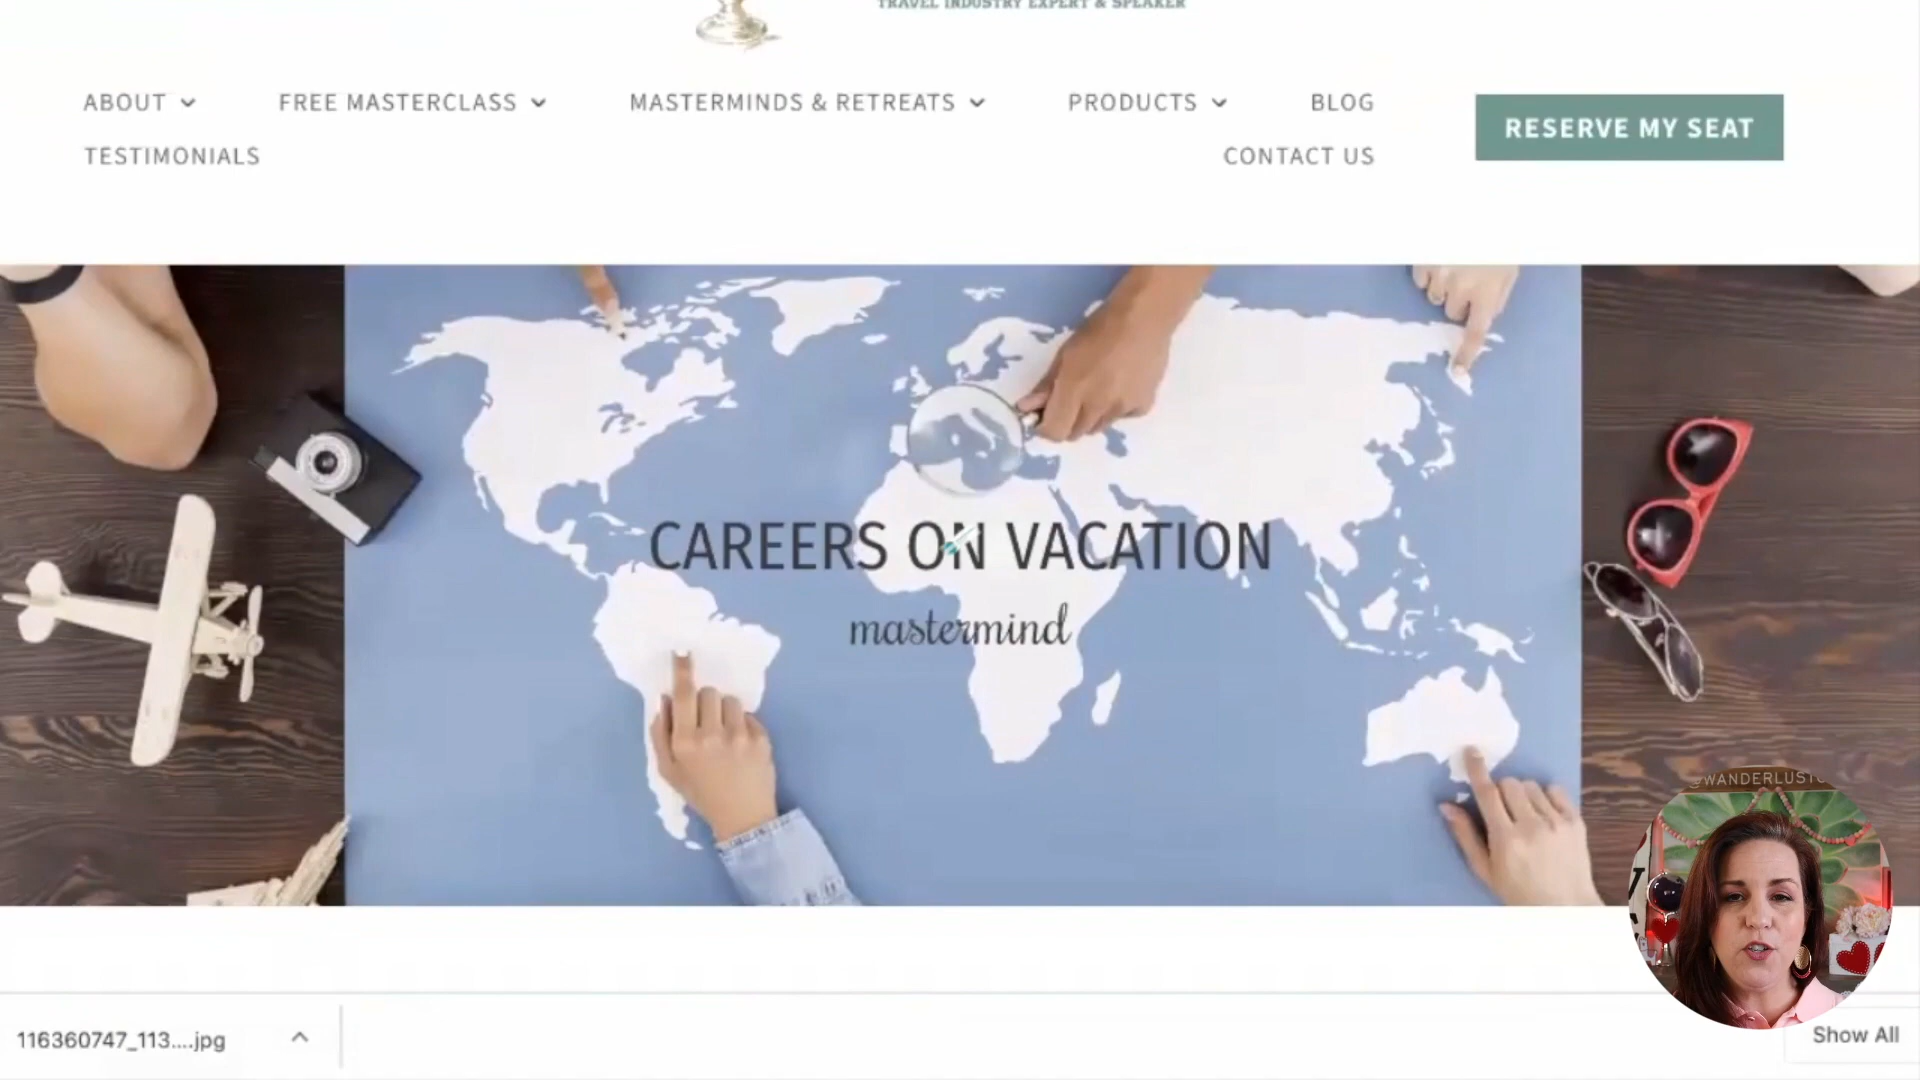 TRAVEL INDUSTRY EXPERT & SPEAKER
ABOUT
FREE MASTERCLASS
MASTERMINDS & RETREATS
PRODUCTS
BLOG
TESTIMONIALS
CONTACT US
RESERVE MY SEAT
CAREERS ON VACATION
mastermind
116360747_113....jpg
Show All